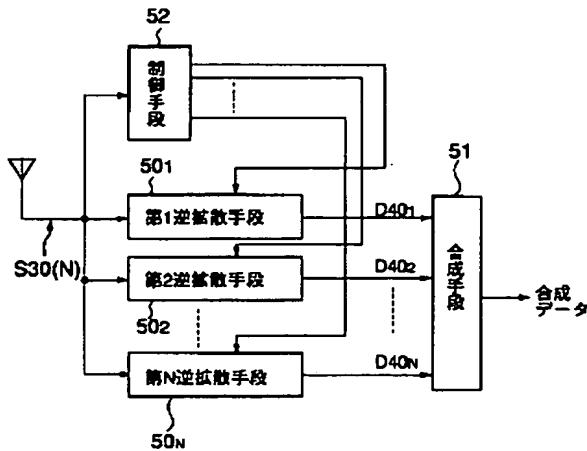 52
制御手段
501
第1逆拡散手段
D401
51
S30(N)
第2逆拡散手段
D402
502
合成手段
合成
データ
第N逆拡散手段
D40N
50N